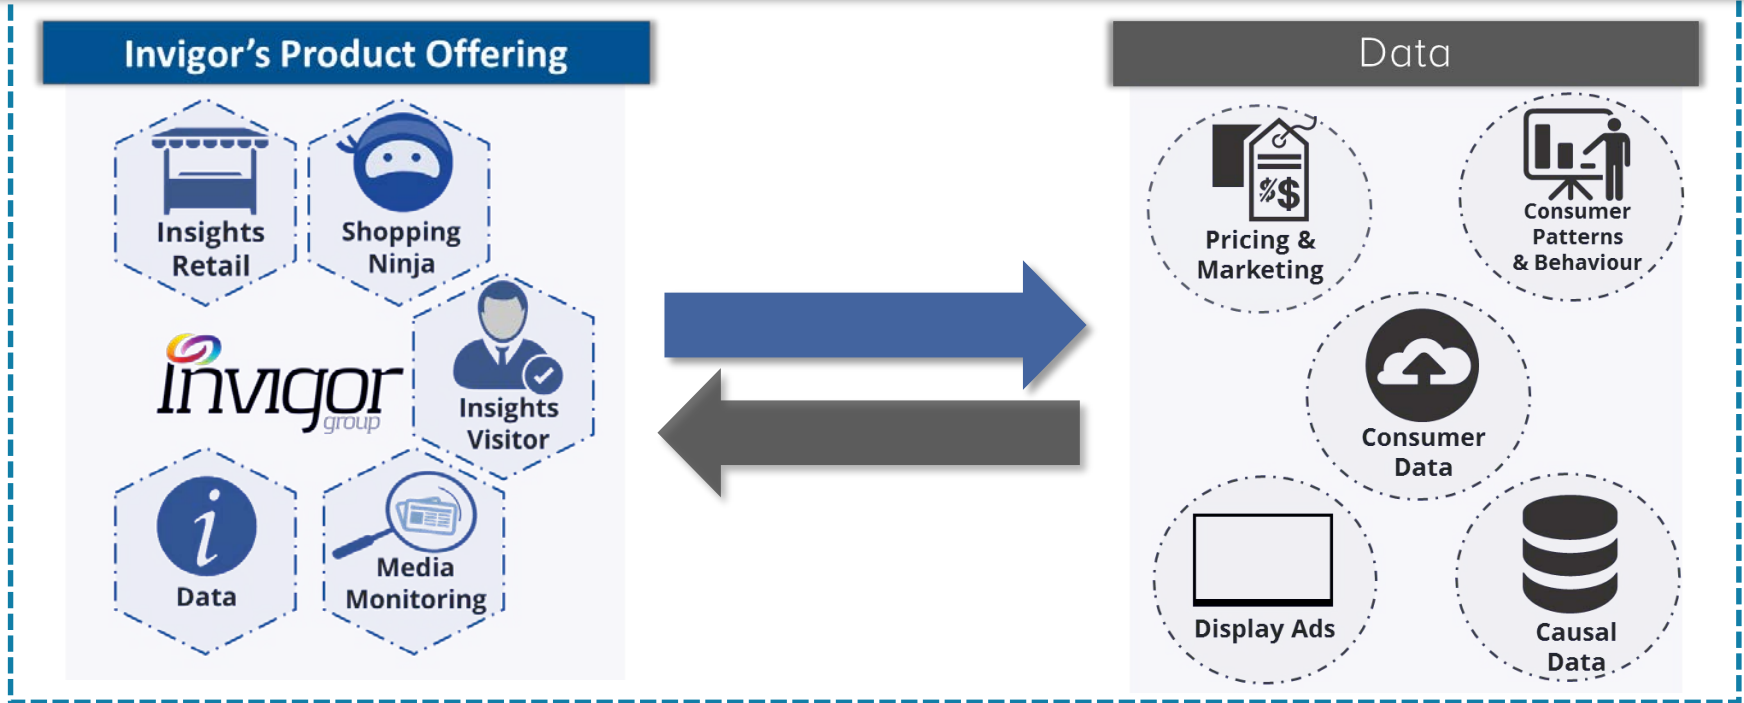 Invigor's Product Offering
Insights
Retail
Shopping
Ninja
invigor
group
Insights
Visitor
i
Data
Media
Monitoring
Data
%$
Pricing &
Marketing
Consumer
Patterns
& Behaviour
Consumer
Data
Display Ads
Causal
Data